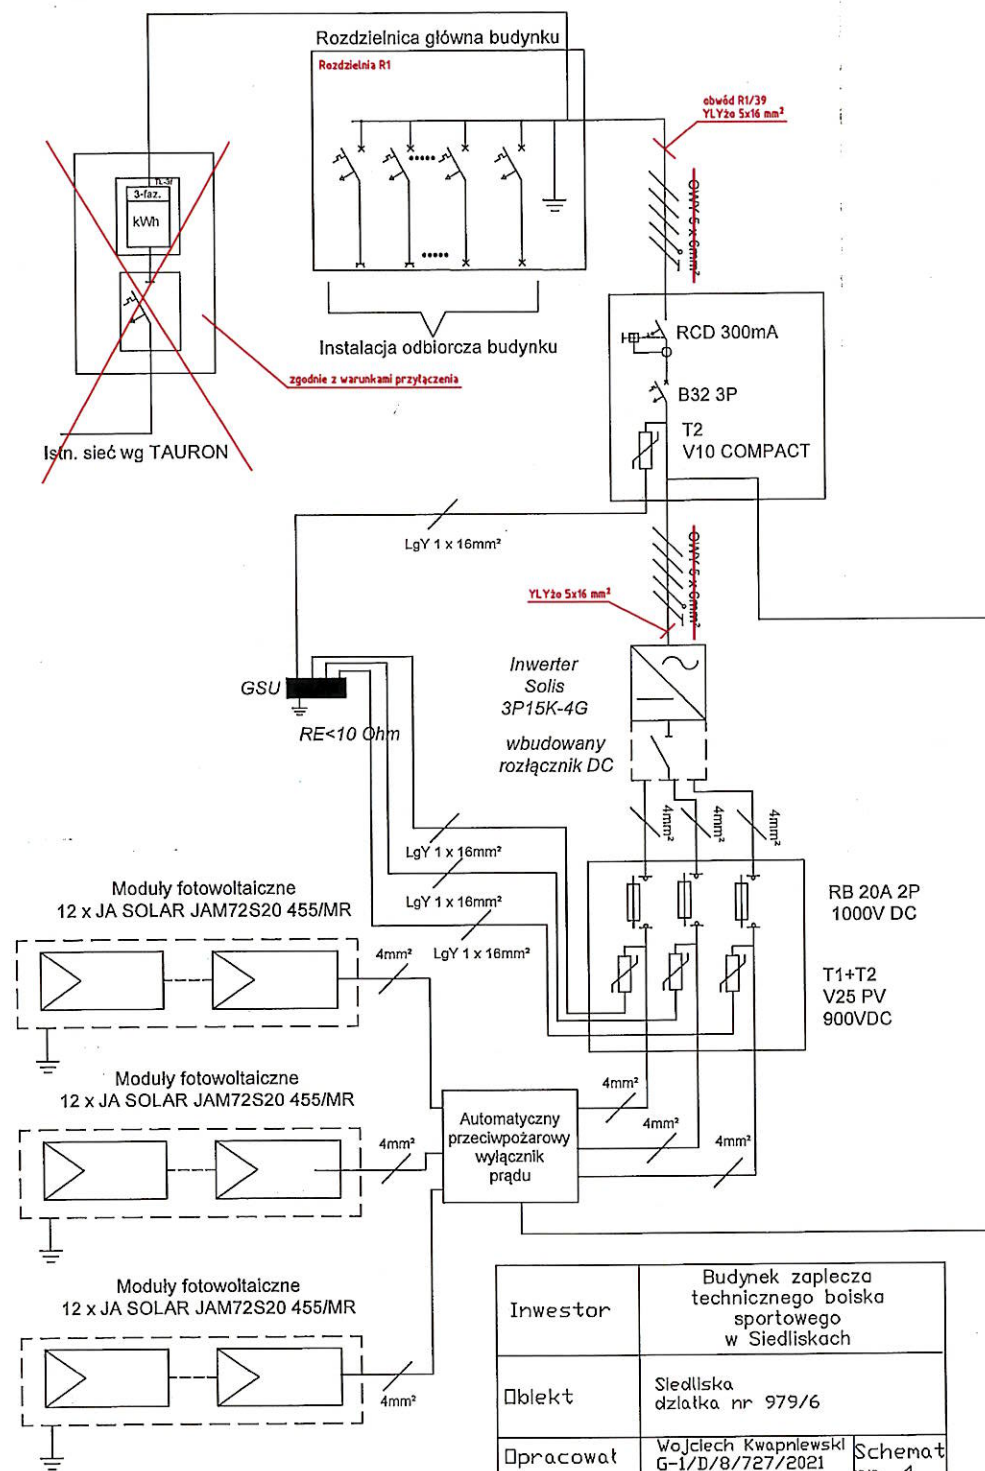 Rozdzielnica główna budynku
Rozdzielnia R1
obwód R1/39
YLYżo 5x16 mm²
TL-3f
3-faz.
kWh
OWY 5 x 6mm²
RCD 300mA
B32 3P
T2
V10 COMPACT
Instalacja odbiorcza budynku
zgodnie z warunkami przyłączenia
Istn. sieć wg TAURON
LgY 1 x 16mm²
OWY 5 x 6mm²
YLYżo 5x16 mm²
Inwerter
Solis
3P15K-4G
GSU
RE<10 Ohm
wbudowany
rozłącznik DC
4mm²
4mm²
4mm²
LgY 1 x 16mm²
LgY 1 x 16mm²
LgY 1 x 16mm²
RB 20A 2P
1000V DC
T1+T2
V25 PV
900VDC
Moduły fotowoltaiczne
12 x JA SOLAR JAM72S20 455/MR
4mm²
Moduły fotowoltaiczne
12 x JA SOLAR JAM72S20 455/MR
4mm²
Automatyczny
przeciwpożarowy
wyłącznik
prądu
4mm²
4mm²
4mm²
Moduły fotowoltaiczne
12 x JA SOLAR JAM72S20 455/MR
4mm²
Inwestor
Budynek zaplecza
technicznego boiska
sportowego
w Siedliskach
Obiekt
Siedliska
działka nr 979/6
Opracował
Wojciech Kwapniewski
G-1/D/8/727/2021
Schemat